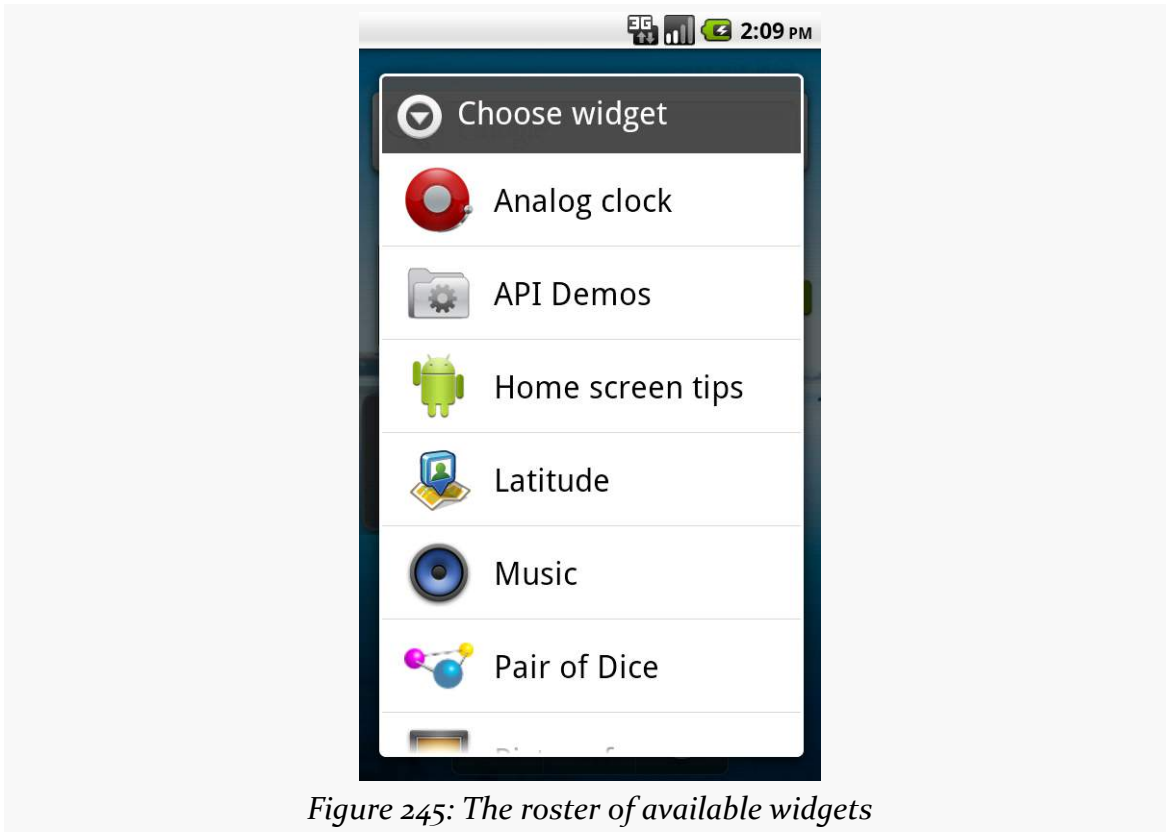 3G 2:09 PM
Choose widget
Analog clock
API Demos
Home screen tips
Latitude
Music
Pair of Dice
Figure 245: The roster of available widgets